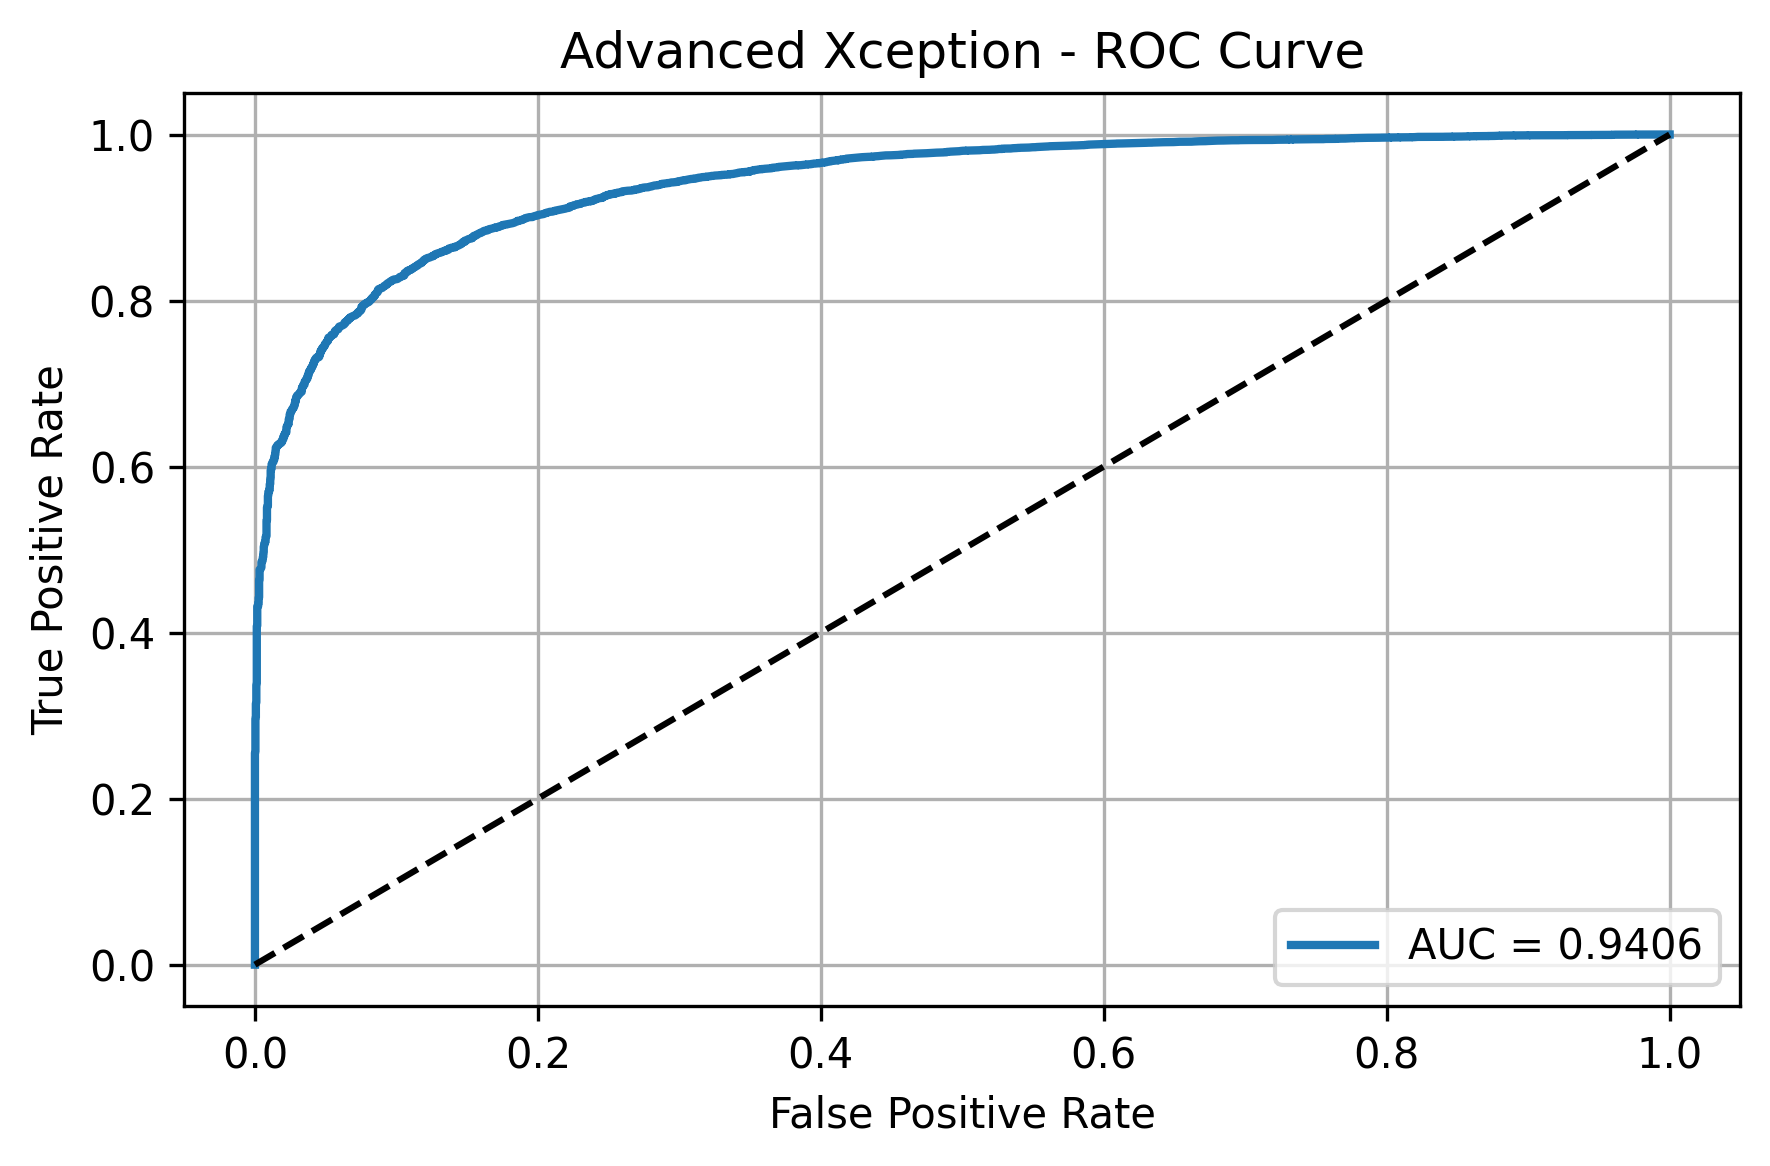 Advanced Xception - ROC Curve
1.0
0.8
0.6
0.4
0.2
0.0
True Positive Rate
AUC = 0.9406
0.0 0.2 0.4 0.6 0.8 1.0
False Positive Rate